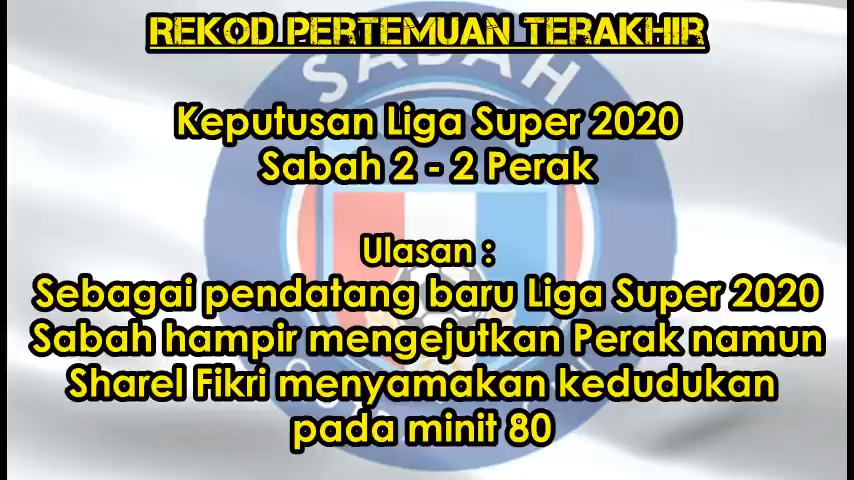 REKOD PERTEMUAN TERAKHIR
SABAH
Keputusan Liga Super 2020
Sabah 2 - 2 Perak
Ulasan :
Sebagai pendatang baru Liga Super 2020
Sabah hampir mengejutkan Perak namun
Sharel Fikri menyamakan kedudukan
pada minit 80